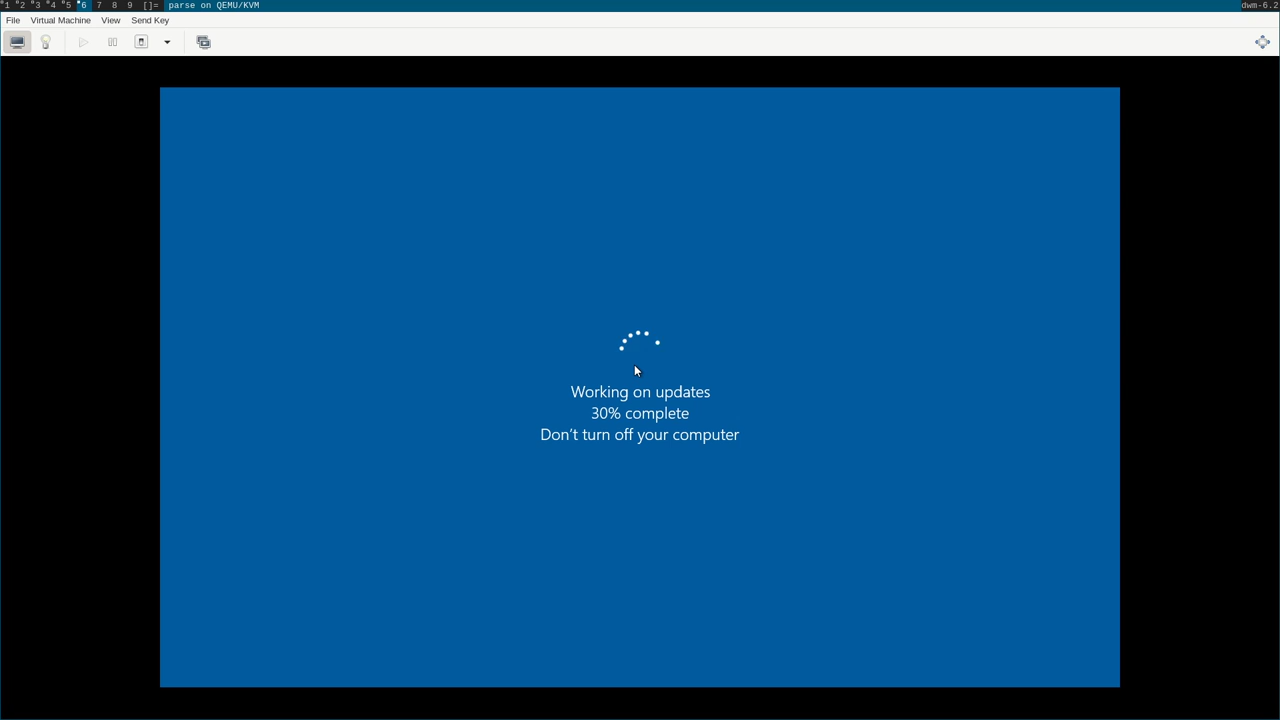 1 2 3 4 5 6 7 8 9 []= parse on QEMU/KVM dwm-6.2
File Virtual Machine View Send Key
Working on updates
30% complete
Don't turn off your computer